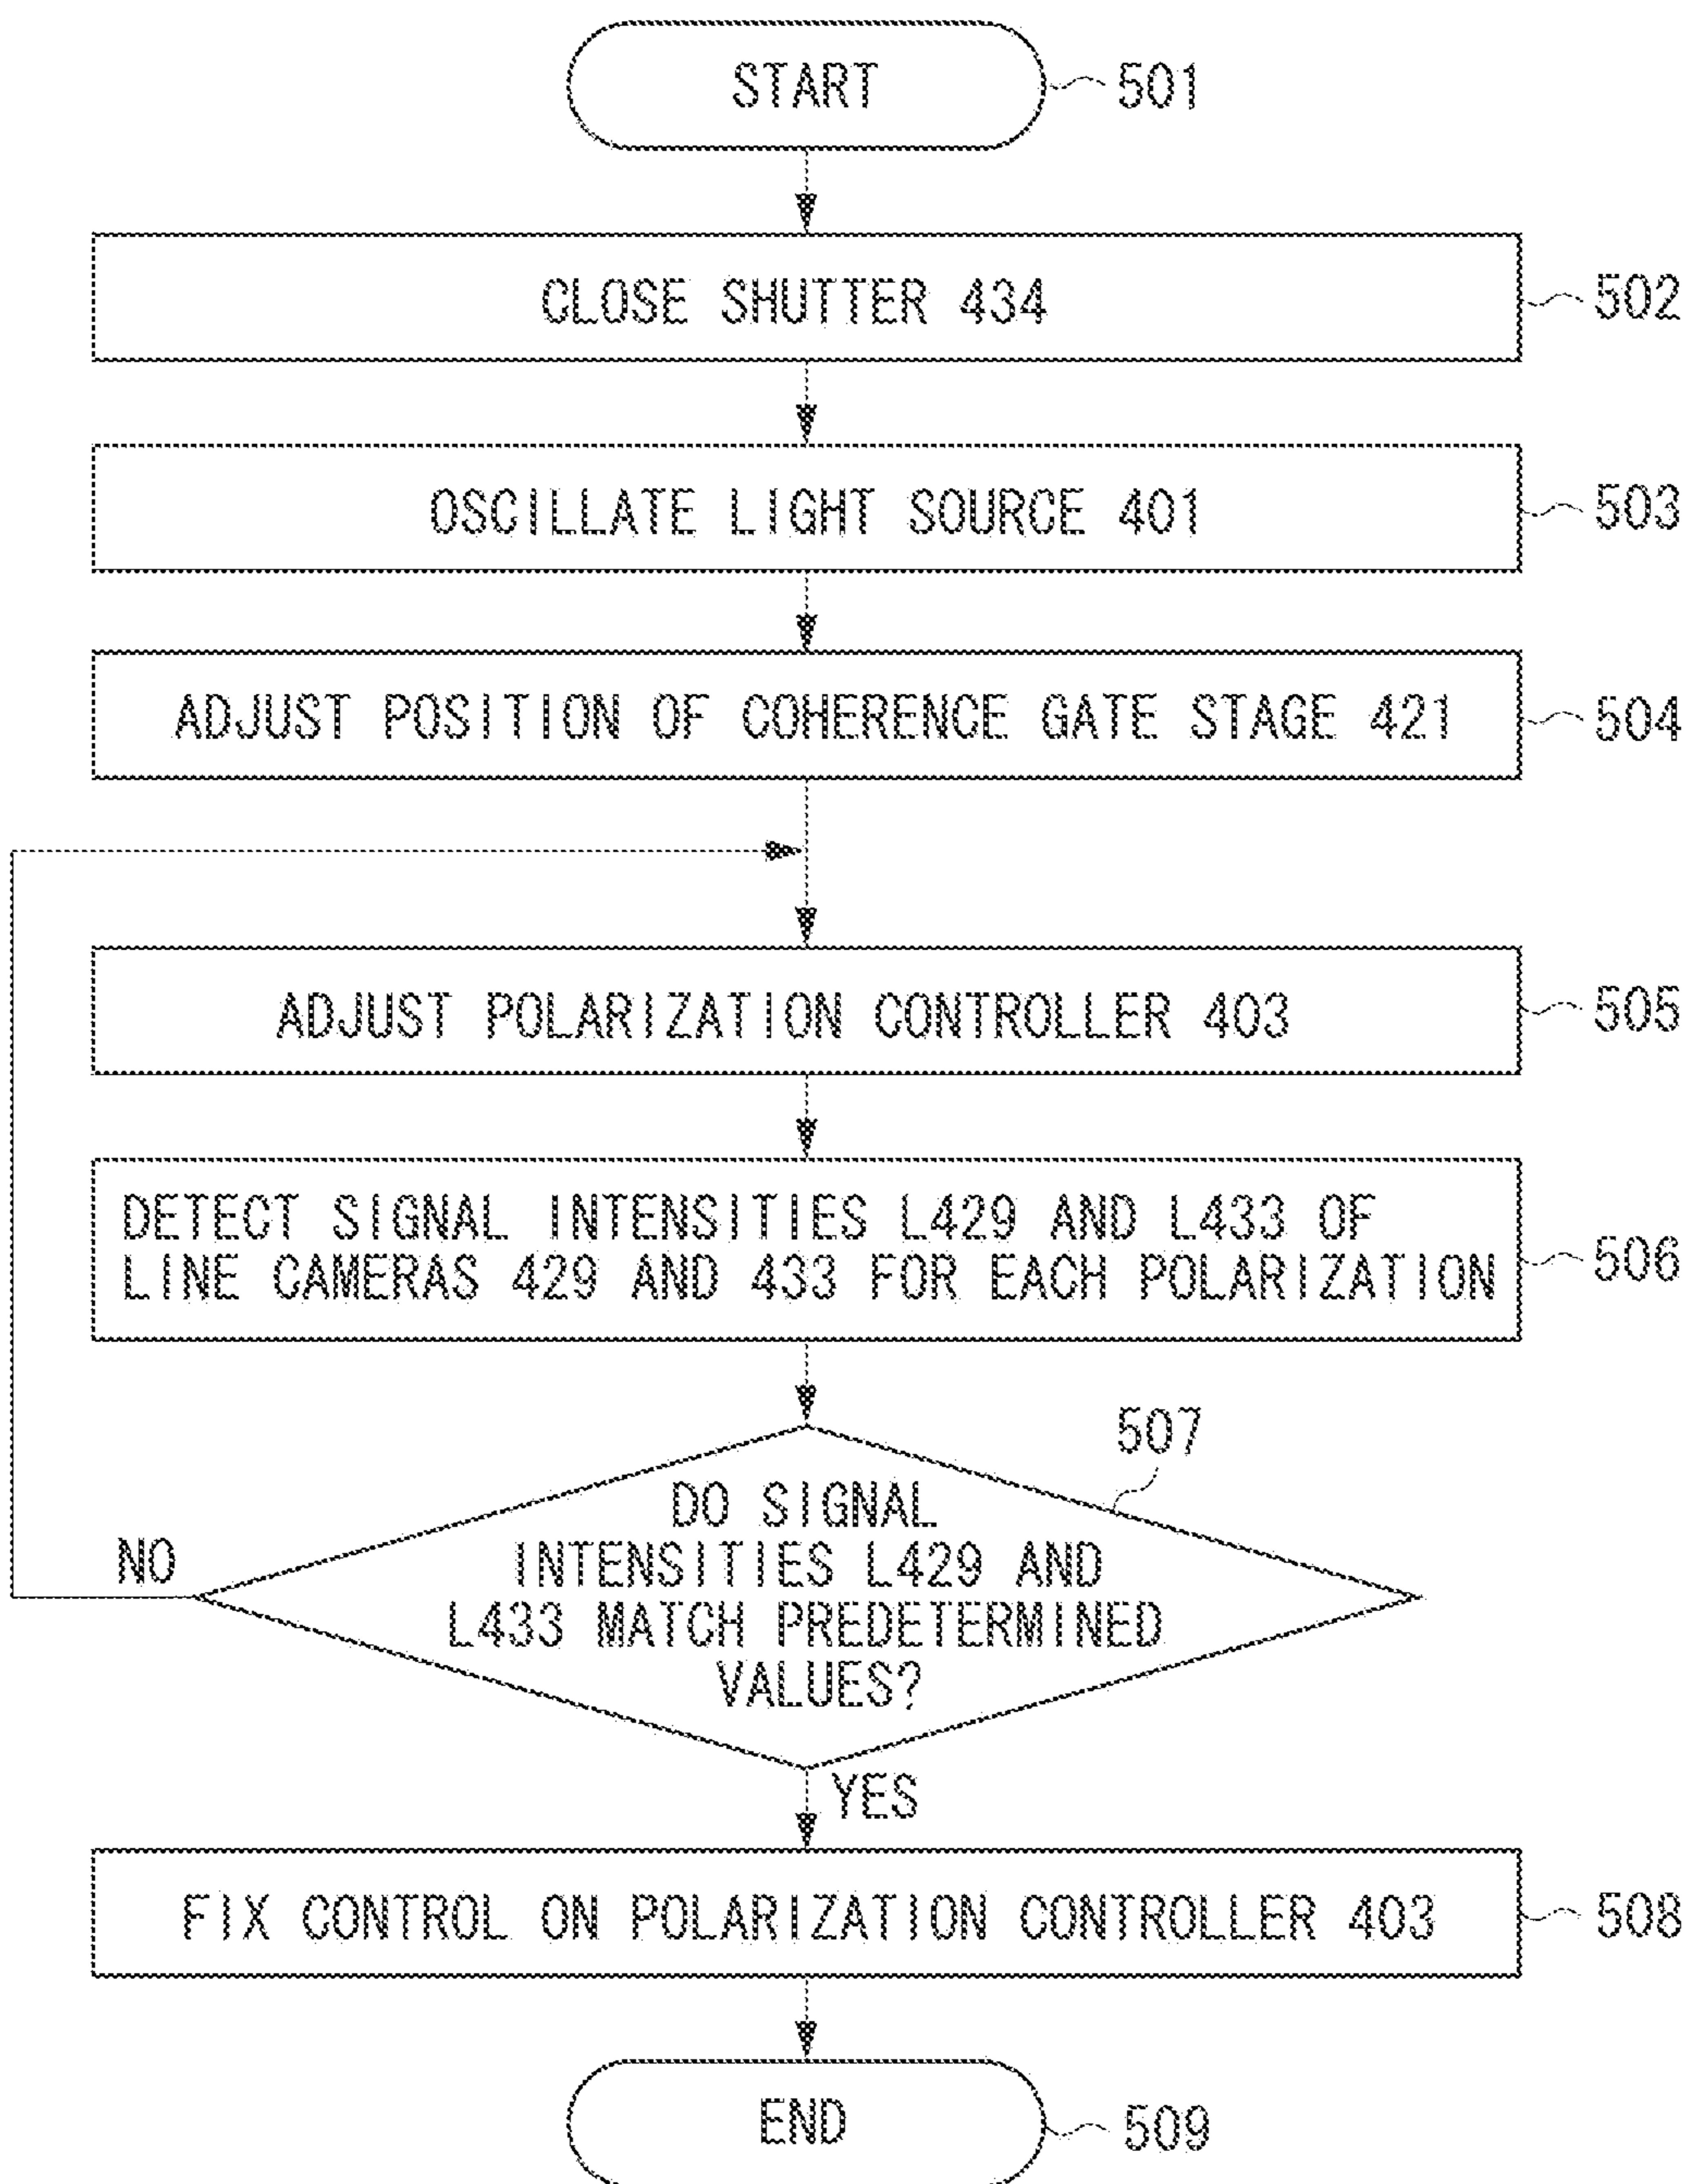 START
501
CLOSE SHUTTER 434
502
OSCILLATE LIGHT SOURCE 401
503
ADJUST POSITION OF COHERENCE GATE STAGE 421
504
ADJUST POLARIZATION CONTROLLER 403
505
DETECT SIGNAL INTENSITIES L429 AND L433 OF
LINE CAMERAS 429 AND 433 FOR EACH POLARIZATION
506
507
DO SIGNAL
INTENSITIES L429 AND
L433 MATCH PREDETERMINED
VALUES?
NO
YES
FIX CONTROL ON POLARIZATION CONTROLLER 403
508
END
509